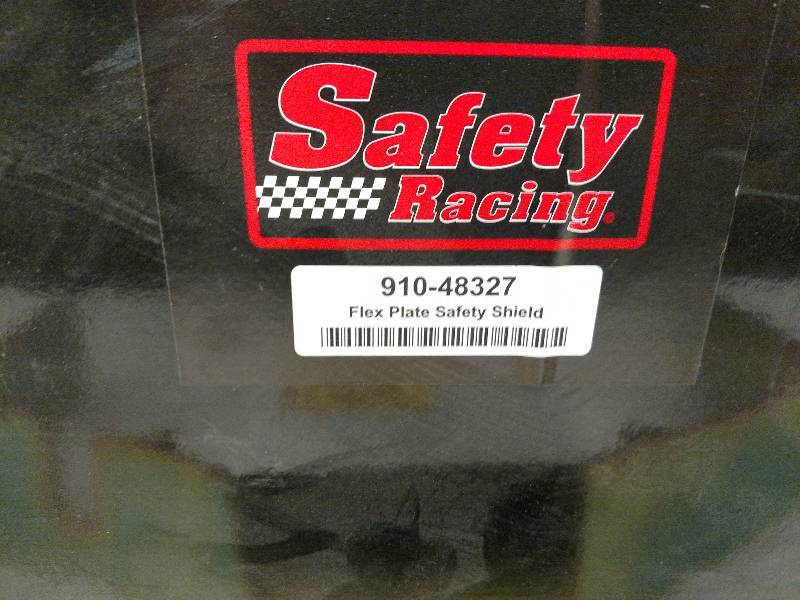 Safety
Racing®
910-48327
Flex Plate Safety Shield